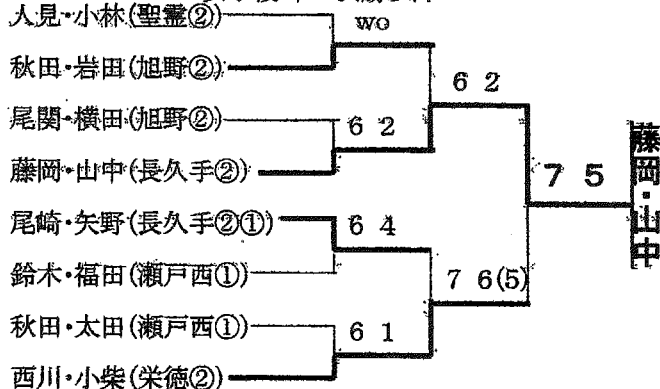 人見・小林(聖霊②)
wo
秋田・岩田(旭野②)
6 2
尾関・横田(旭野②)
6 2
藤岡・山中(長久手②)
7 5
藤岡・山中
尾崎・矢野(長久手②①)
6 4
鈴木・福田(瀬戸西①)
7 6(5)
秋田・太田(瀬戸西①)
6 1
西川・小柴(栄徳②)